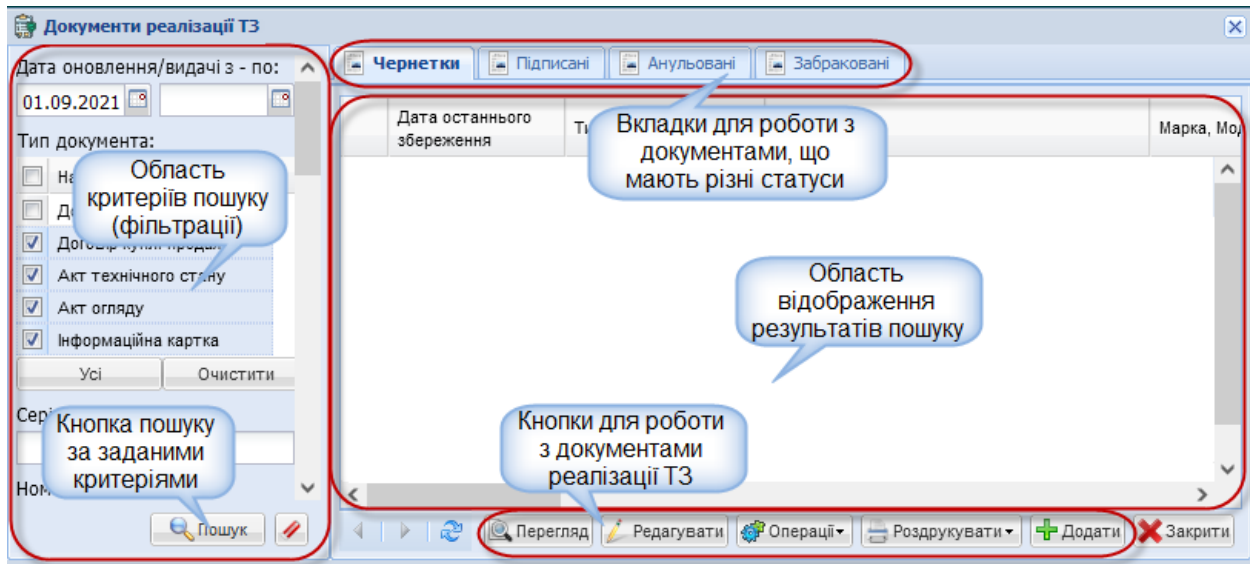 Документи реалізації ТЗ
Дата оновлення/видачі з - по:
01.09.2021
Тип документа:
Область
критеріїв пошуку
(фільтрації)
Акт технічного стану
Акт огляду
Інформаційна картка
Усі Очистити
Кнопка пошуку
за заданими
критеріями
Пошук
Чернетки Підписані Анульовані Забраковані
Дата останнього
збереження
Марка, Мод
Вкладки для роботи з
документами, що
мають різні статуси
Область
відображення
результатів пошуку
Кнопки для роботи
з документами
реалізації ТЗ
Перегляд Редагувати Операції Роздрукувати Додати Закрити